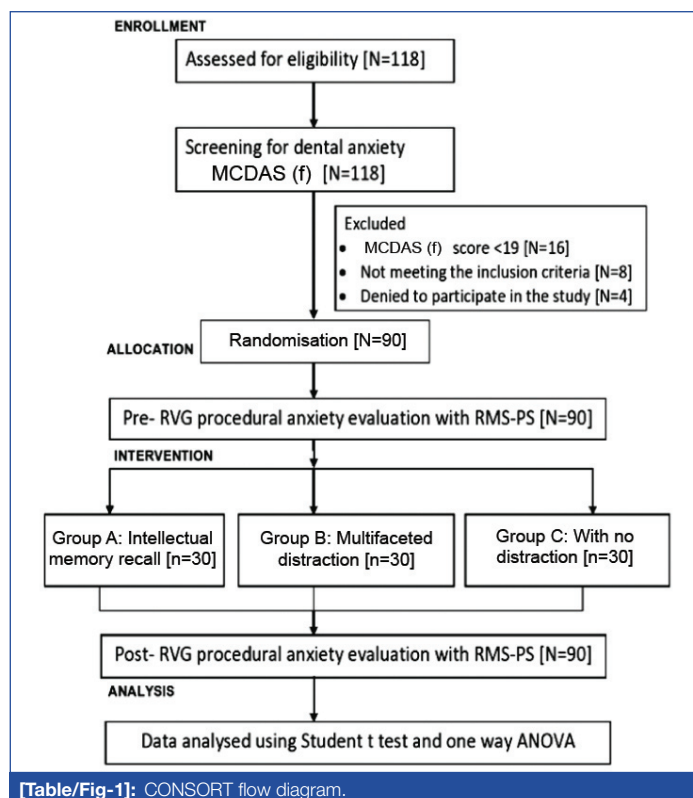 ENROLLMENT
Assessed for eligibility [N=118]
Screening for dental anxiety
MCDAS (f) [N=118]
Excluded
• MCDAS (f) score <19 [N=16]
• Not meeting the inclusion criteria [N=8]
• Denied to participate in the study [N=4]
Randomisation [N=90]
ALLOCATION
Pre- RVG procedural anxiety evaluation with RMS-PS [N=90]
INTERVENTION
Group A: Intellectual
memory recall [n=30]
Group B: Multifaceted
distraction [n=30]
Group C: With no
distraction [n=30]
Post- RVG procedural anxiety evaluation with RMS-PS [N=90]
ANALYSIS
Data analysed using Student t test and one way ANOVA
[Table/Fig-1]: CONSORT flow diagram.